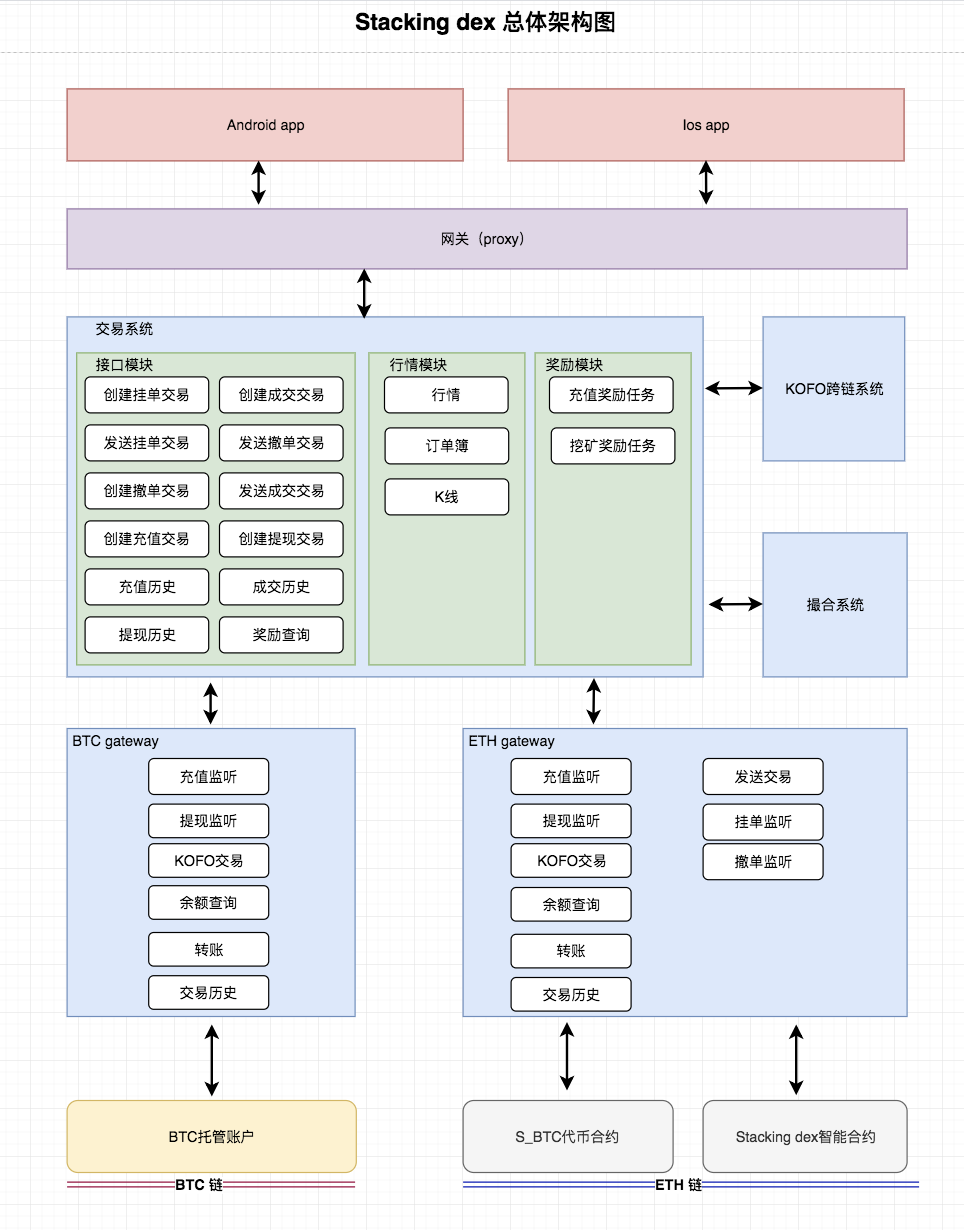 Stacking dex 总体架构图
Android app
Ios app
网关（proxy）
交易系统
接口模块
创建挂单交易
创建成交交易
发送挂单交易
发送撤单交易
创建撤单交易
发送成交交易
创建充值交易
创建提现交易
充值历史
成交历史
提现历史
奖励查询
行情模块
行情
订单簿
K线
奖励模块
充值奖励任务
挖矿奖励任务
KOFO跨链系统
撮合系统
BTC gateway
充值监听
提现监听
KOFO交易
余额查询
转账
交易历史
ETH gateway
充值监听
提现监听
KOFO交易
余额查询
转账
交易历史
发送交易
挂单监听
撤单监听
BTC托管账户
S_BTC代币合约
Stacking dex智能合约
BTC 链
ETH 链